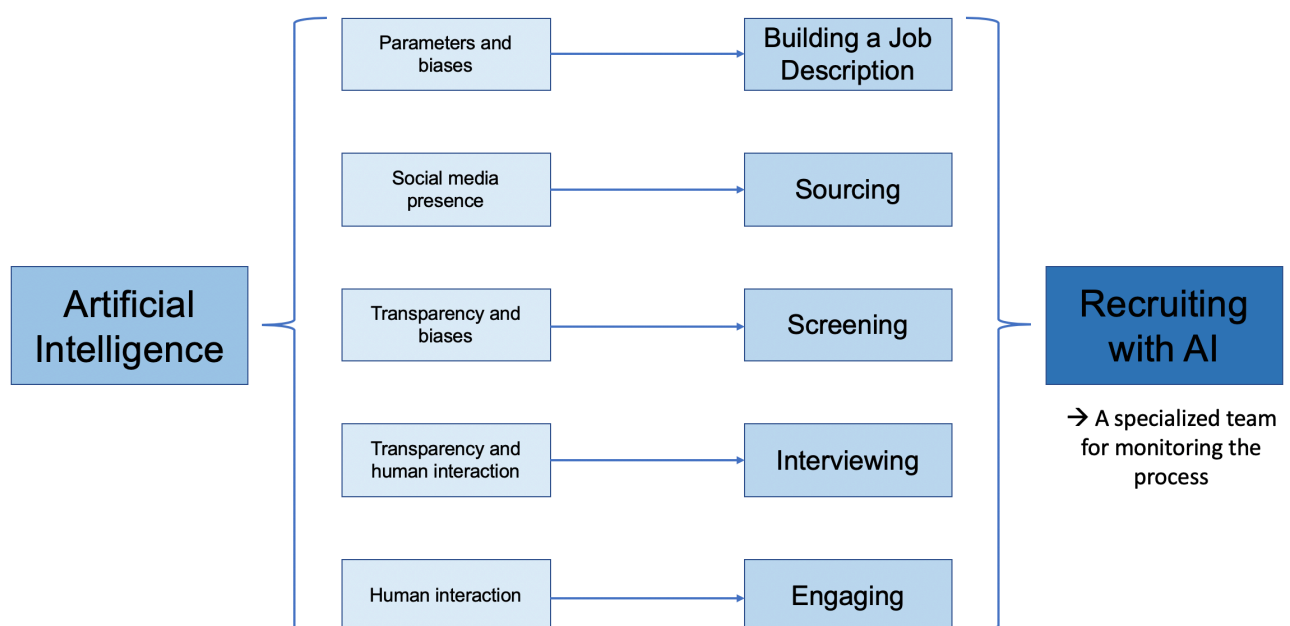 Artificial
Intelligence
Parameters and
biases
Building a Job
Description
Social media
presence
Sourcing
Transparency and
biases
Screening
Transparency and
human interaction
Interviewing
Human interaction
Engaging
Recruiting
with AI
→ A specialized team
for monitoring the
process